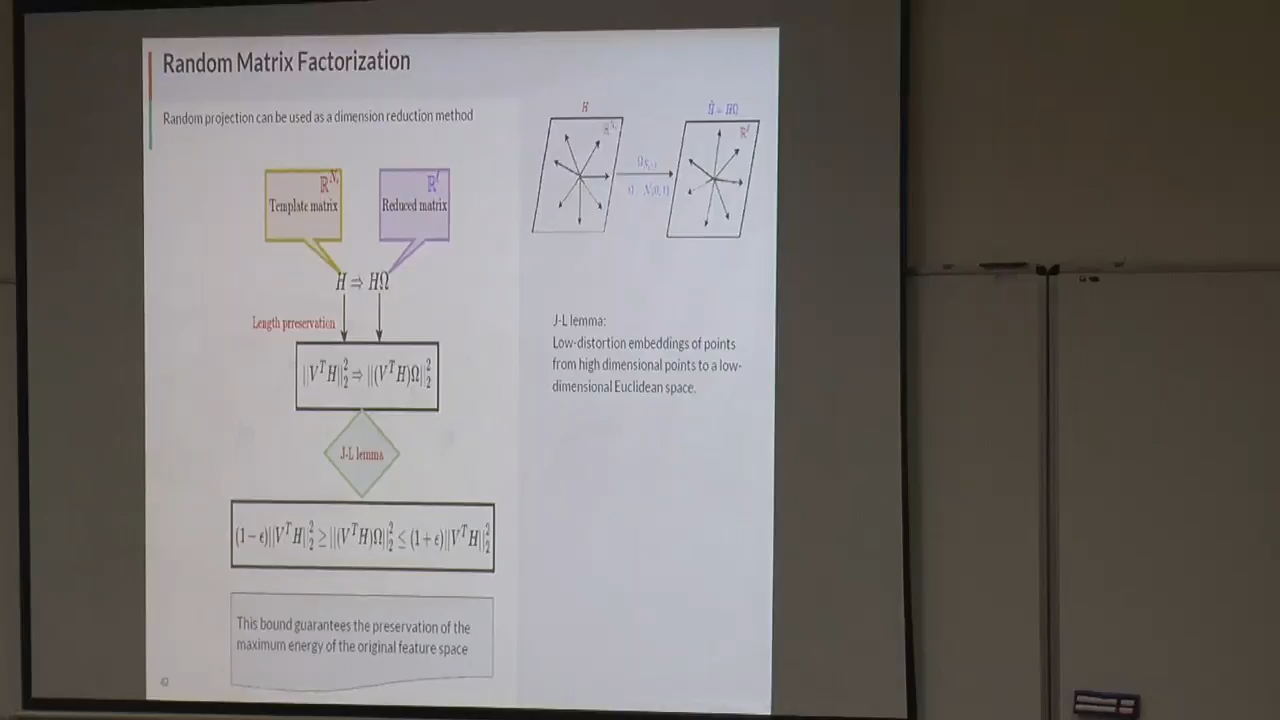 Random Matrix Factorization
Random projection can be used as a dimension reduction method
ℝ^{N_s}
Template matrix
ℝ^ℓ
Reduced matrix
H ⇒ HΩ
Length prreservation
||V^T H||_2^2 ⇒ ||(V^T H)Ω||_2^2
J-L lemma
(1−ϵ)||V^T H||_2^2 ≥ ||(V^T H)Ω||_2^2 ≤ (1+ϵ)||V^T H||_2^2
This bound guarantees the preservation of the
maximum energy of the original feature space
H
Ĥ = HΩ
ℝ^ℓ
J-L lemma:
Low-distortion embeddings of points
from high dimensional points to a low-
dimensional Euclidean space.